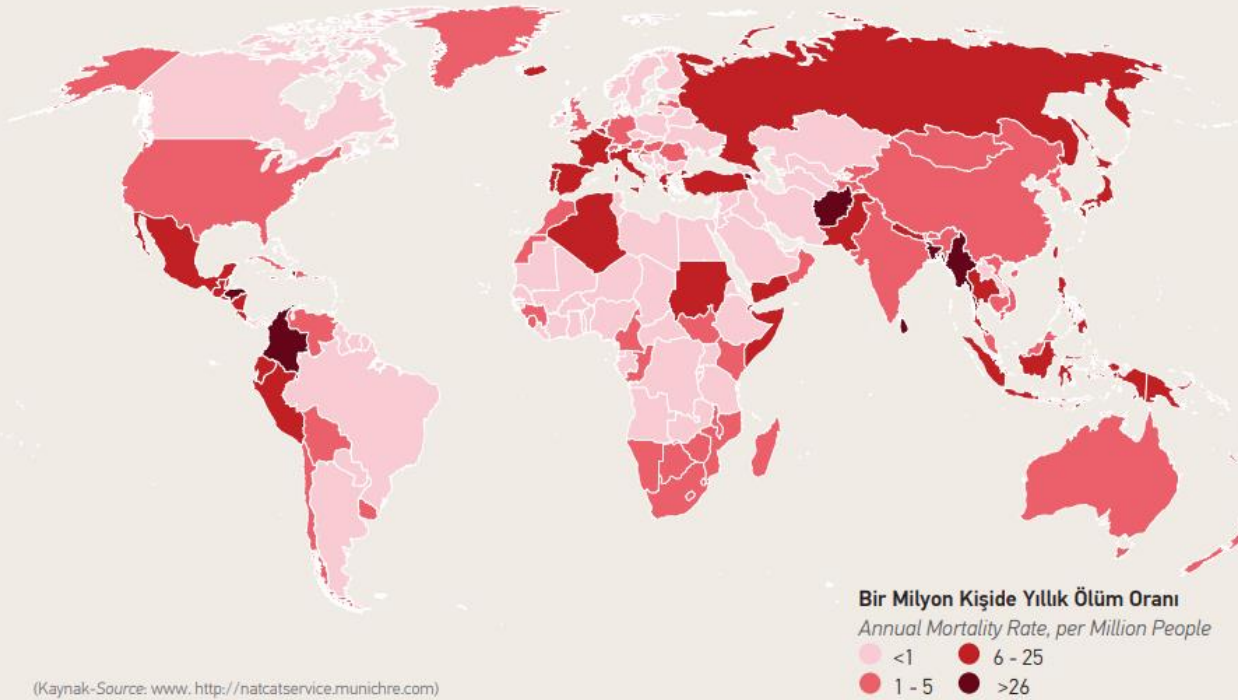 Bir Milyon Kişide Yıllık Ölüm Oranı
Annual Mortality Rate, per Million People
<1
6 - 25
1 - 5
>26
(Kaynak-Source: www. http://natcatservice.munichre.com)